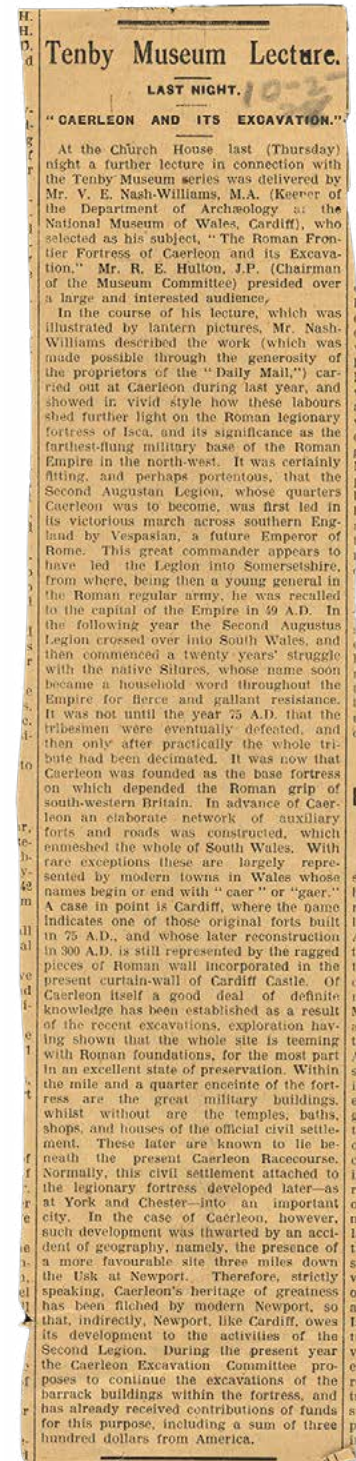 Tenby Museum Lecture.
LAST NIGHT.
10-2-
"CAERLEON AND ITS EXCAVATION."
At the Church House last (Thursday)
night a further lecture in connection with
the Tenby Museum series was delivered by
Mr. V. E. Nash-Williams, M.A. (Keeper of
the Department of Archæology at the
National Museum of Wales, Cardiff), who
selected as his subject, "The Roman Fron-
tier Fortress of Caerleon and its Excava-
tion." Mr. R. E. Hulton, J.P. (Chairman
of the Museum Committee) presided over
a large and interested audience,
In the course of his lecture, which was
illustrated by lantern pictures, Mr. Nash-
Williams described the work (which was
made possible through the generosity of
the proprietors of the "Daily Mail,") car-
ried out at Caerleon during last year, and
showed in vivid style how these labours
shed further light on the Roman legionary
fortress of Isca, and its significance as the
farthest-flung military base of the Roman
Empire in the north-west. It was certainly
fitting, and perhaps portentous, that the
Second Augustan Legion, whose quarters
Caerleon was to become, was first led in
its victorious march across southern Eng-
land by Vespasian, a future Emperor of
Rome. This great commander appears to
have led the Legion into Somersetshire,
from where, being then a young general in
the Roman regular army, he was recalled
to the capital of the Empire in 49 A.D. In
the following year the Second Augustus
Legion crossed over into South Wales, and
then commenced a twenty years' struggle
with the native Silures, whose name soon
became a household word throughout the
Empire for fierce and gallant resistance.
It was not until the year 75 A.D. that the
tribesmen were eventually defeated, and
then only after practically the whole tri-
bute had been decimated. It was now that
Caerleon was founded as the base fortress
on which depended the Roman grip of
south-western Britain. In advance of Caer-
leon an elaborate network of auxiliary
forts and roads was constructed, which
enmeshed the whole of South Wales. With
rare exceptions these are largely repre-
sented by modern towns in Wales whose
names begin or end with "caer" or "gaer."
A case in point is Cardiff, where the name
indicates one of those original forts built
in 75 A.D., and whose later reconstruction
in 300 A.D. is still represented by the ragged
pieces of Roman wall incorporated in the
present curtain-wall of Cardiff Castle. Of
Caerleon itself a good deal of definite
knowledge has been established as a result
of the recent excavations, exploration hav-
ing shown that the whole site is teeming
with Roman foundations, for the most part
in an excellent state of preservation. Within
the mile and a quarter enceinte of the fort-
ress are the great military buildings,
whilst without are the temples, baths,
shops, and houses of the official civil settle-
ment. These later are known to lie be-
neath the present Caerleon Racecourse.
Normally, this civil settlement attached to
the legionary fortress developed later—as
at York and Chester—into an important
city. In the case of Caerleon, however,
such development was thwarted by an acci-
dent of geography, namely, the presence of
a more favourable site three miles down
the Usk at Newport. Therefore, strictly
speaking, Caerleon's heritage of greatness
has been filched by modern Newport, so
that, indirectly, Newport, like Cardiff, owes
its development to the activities of the
Second Legion. During the present year
the Caerleon Excavation Committee pro-
poses to continue the excavations of the
barrack buildings within the fortress, and
has already received contributions of funds
for this purpose, including a sum of three
hundred dollars from America.